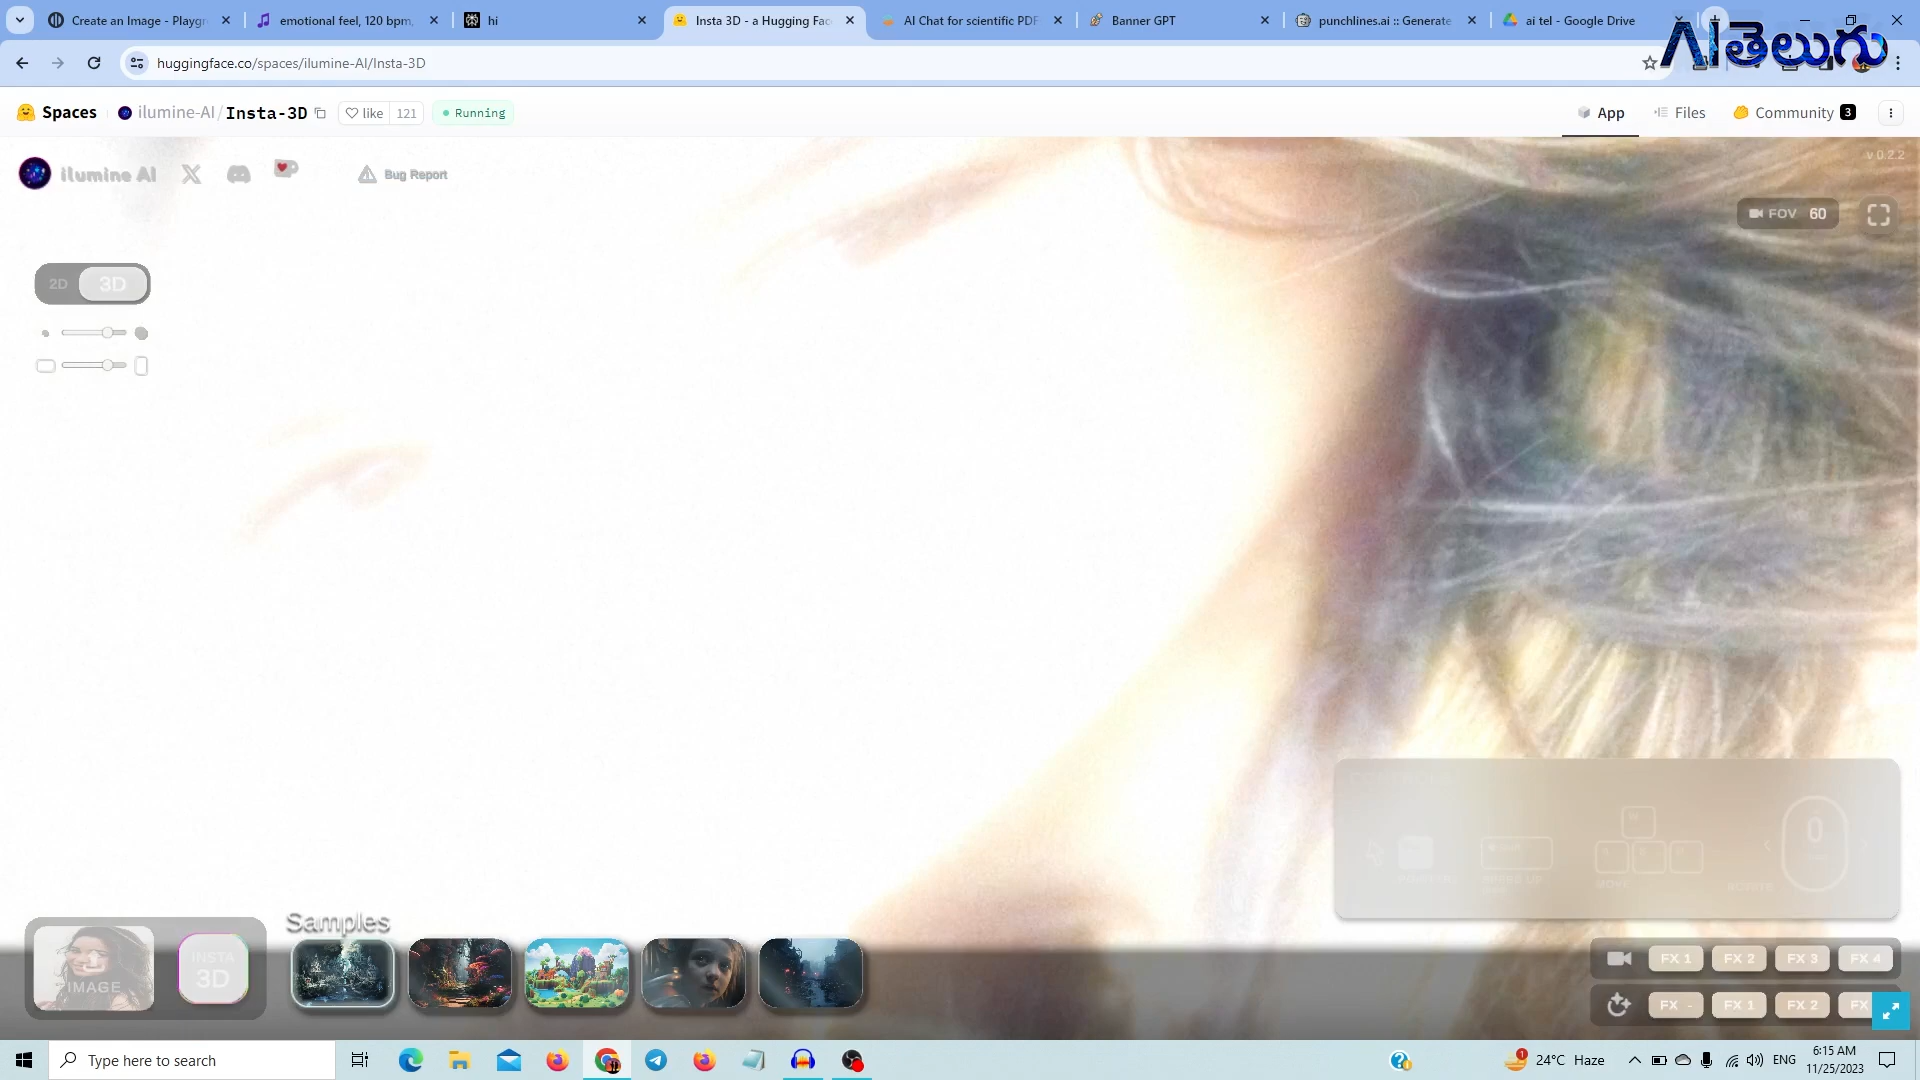 Create an Image - Playgr
emotional feel, 120 bpm,
hi
Insta 3D - a Hugging Fac
AI Chat for scientific PDF
Banner GPT
punchlines.ai :: Generate
ai tel - Google Drive
AIతెలుగు
huggingface.co/spaces/ilumine-AI/Insta-3D
Spaces
ilumine-AI/Insta-3D
like 121
Running
App
Files
Community 3
ilumine AI
Bug Report
v 0.2.2
FOV 60
2D 3D
MOVE
ROTATE
Samples
IMAGE
INSTA
3D
FX 1 FX 2 FX 3 FX 4
FX - FX 1 FX 2 FX
Type here to search
1
24°C Haze
ENG
6:15 AM
11/25/2023